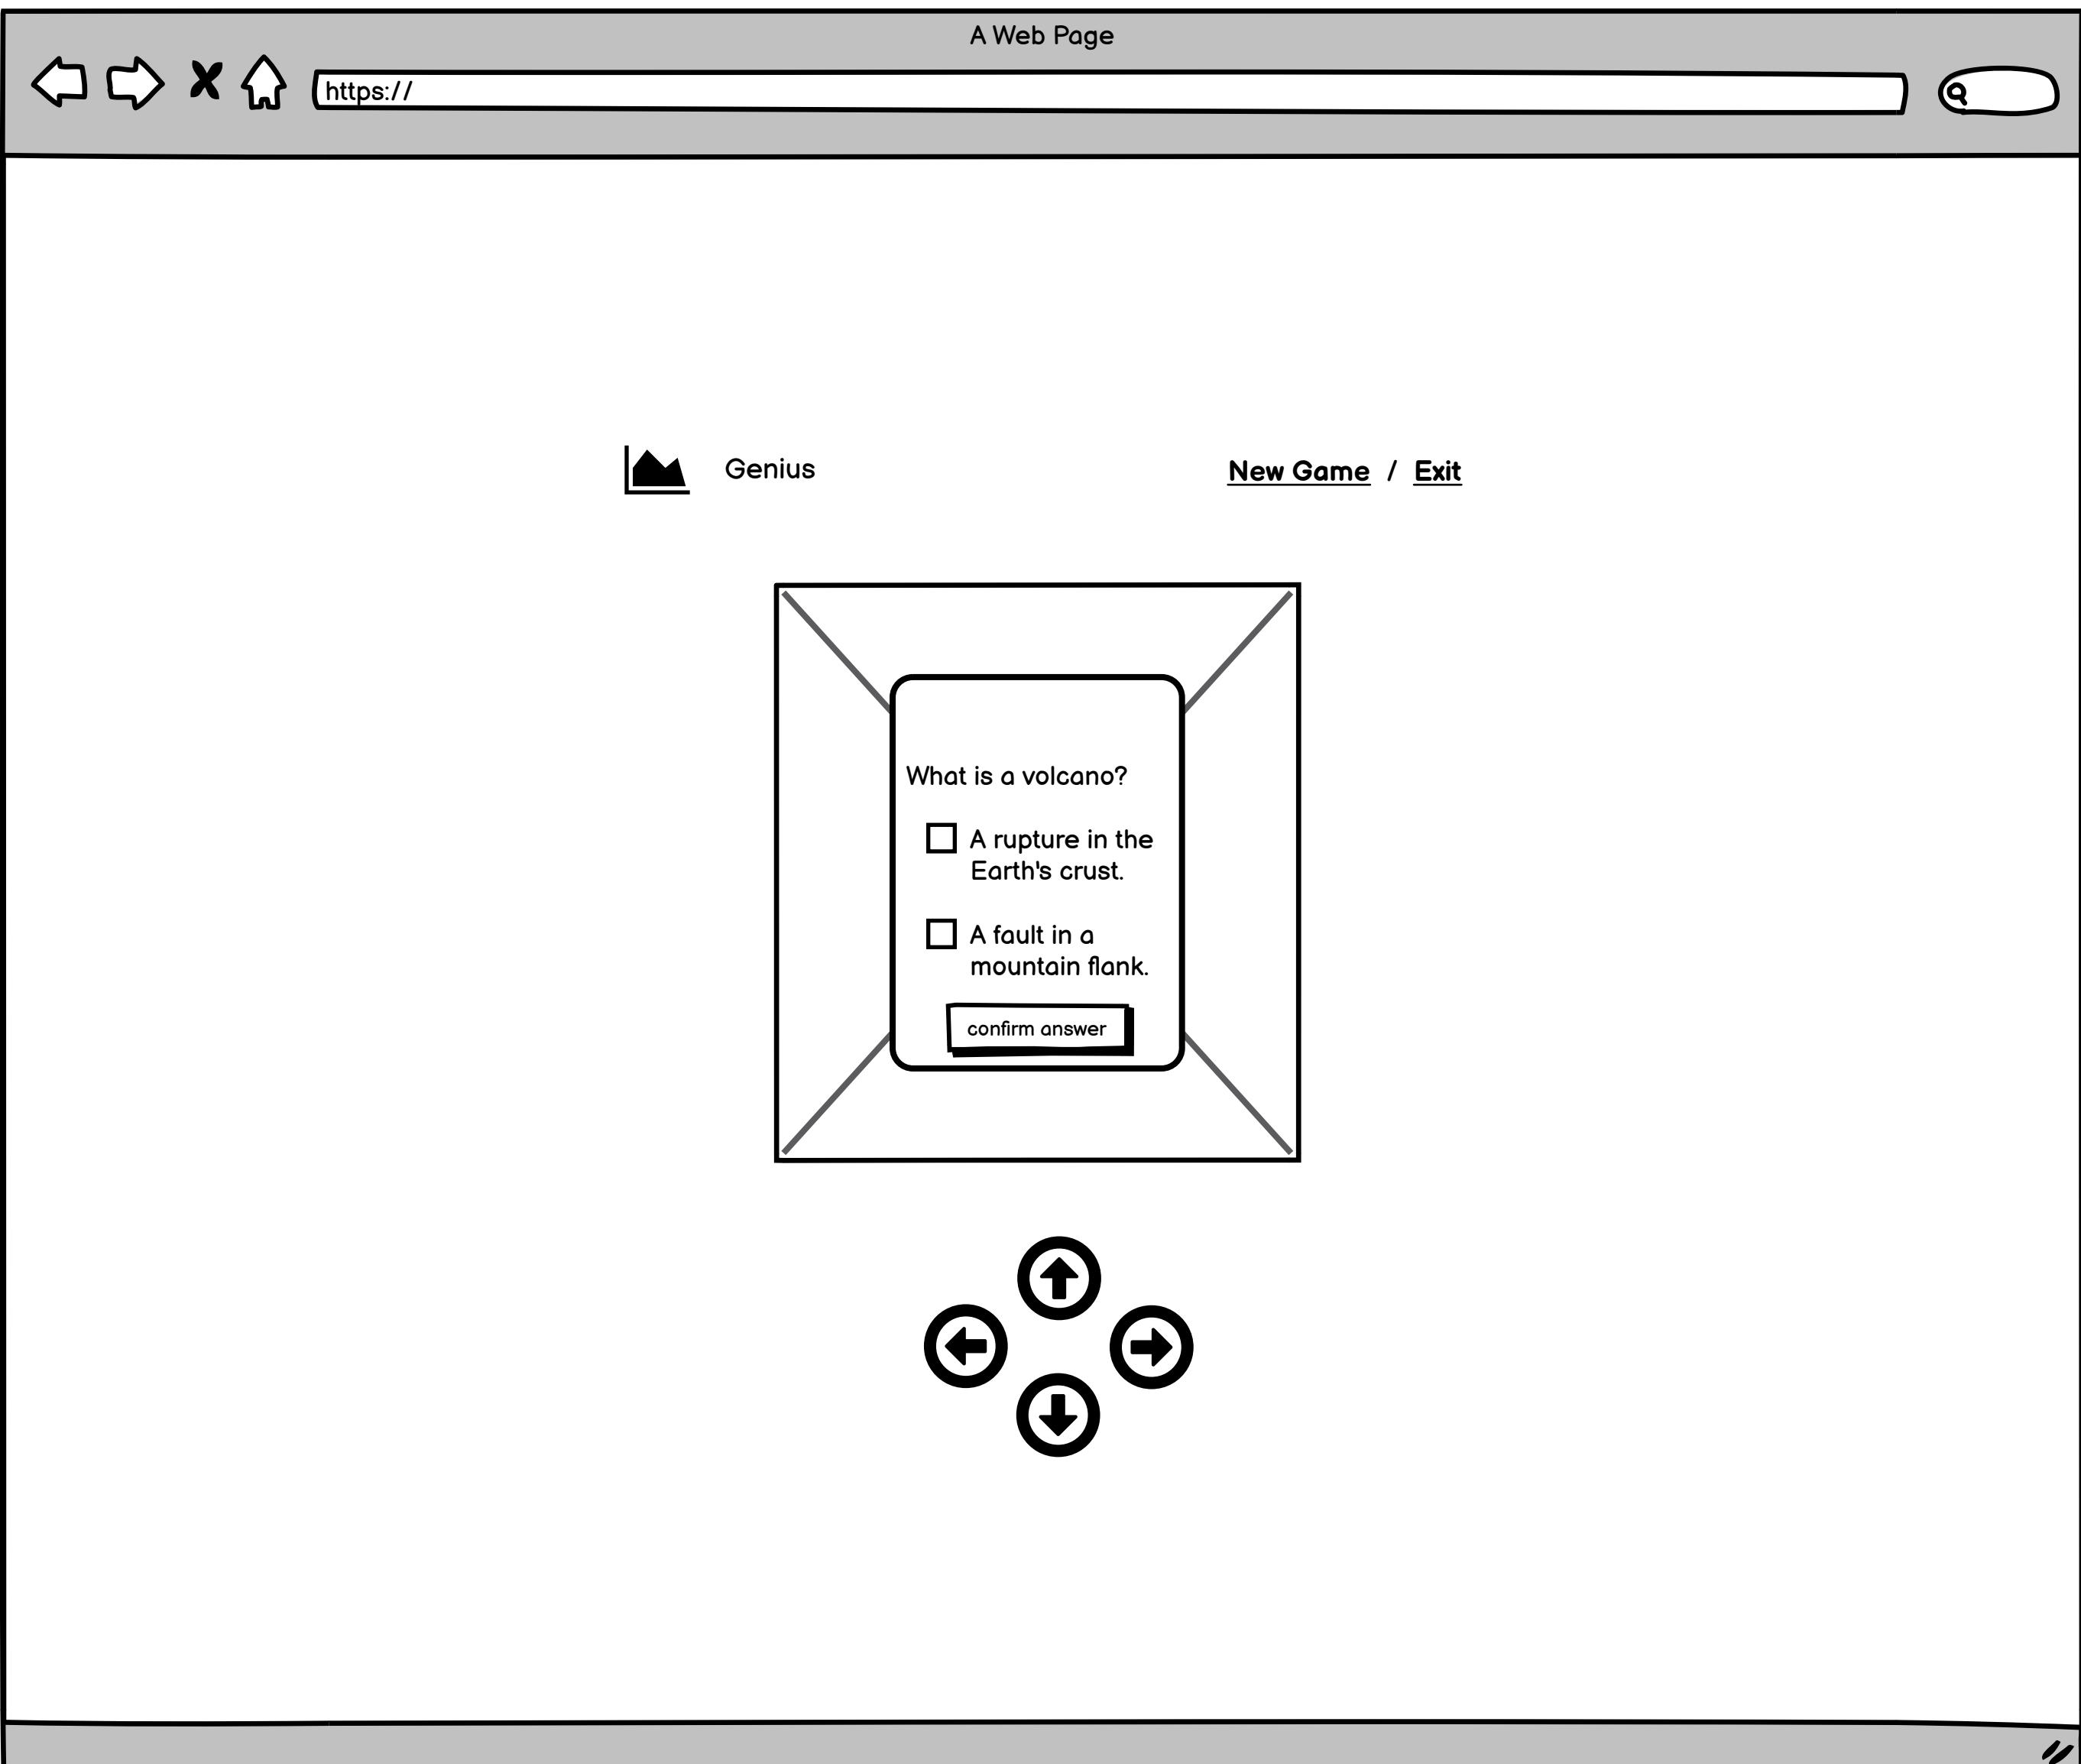 A Web Page
https://
Genius
New Game / Exit
What is a volcano?
A rupture in the
Earth's crust.
A fault in a
mountain flank.
confirm answer